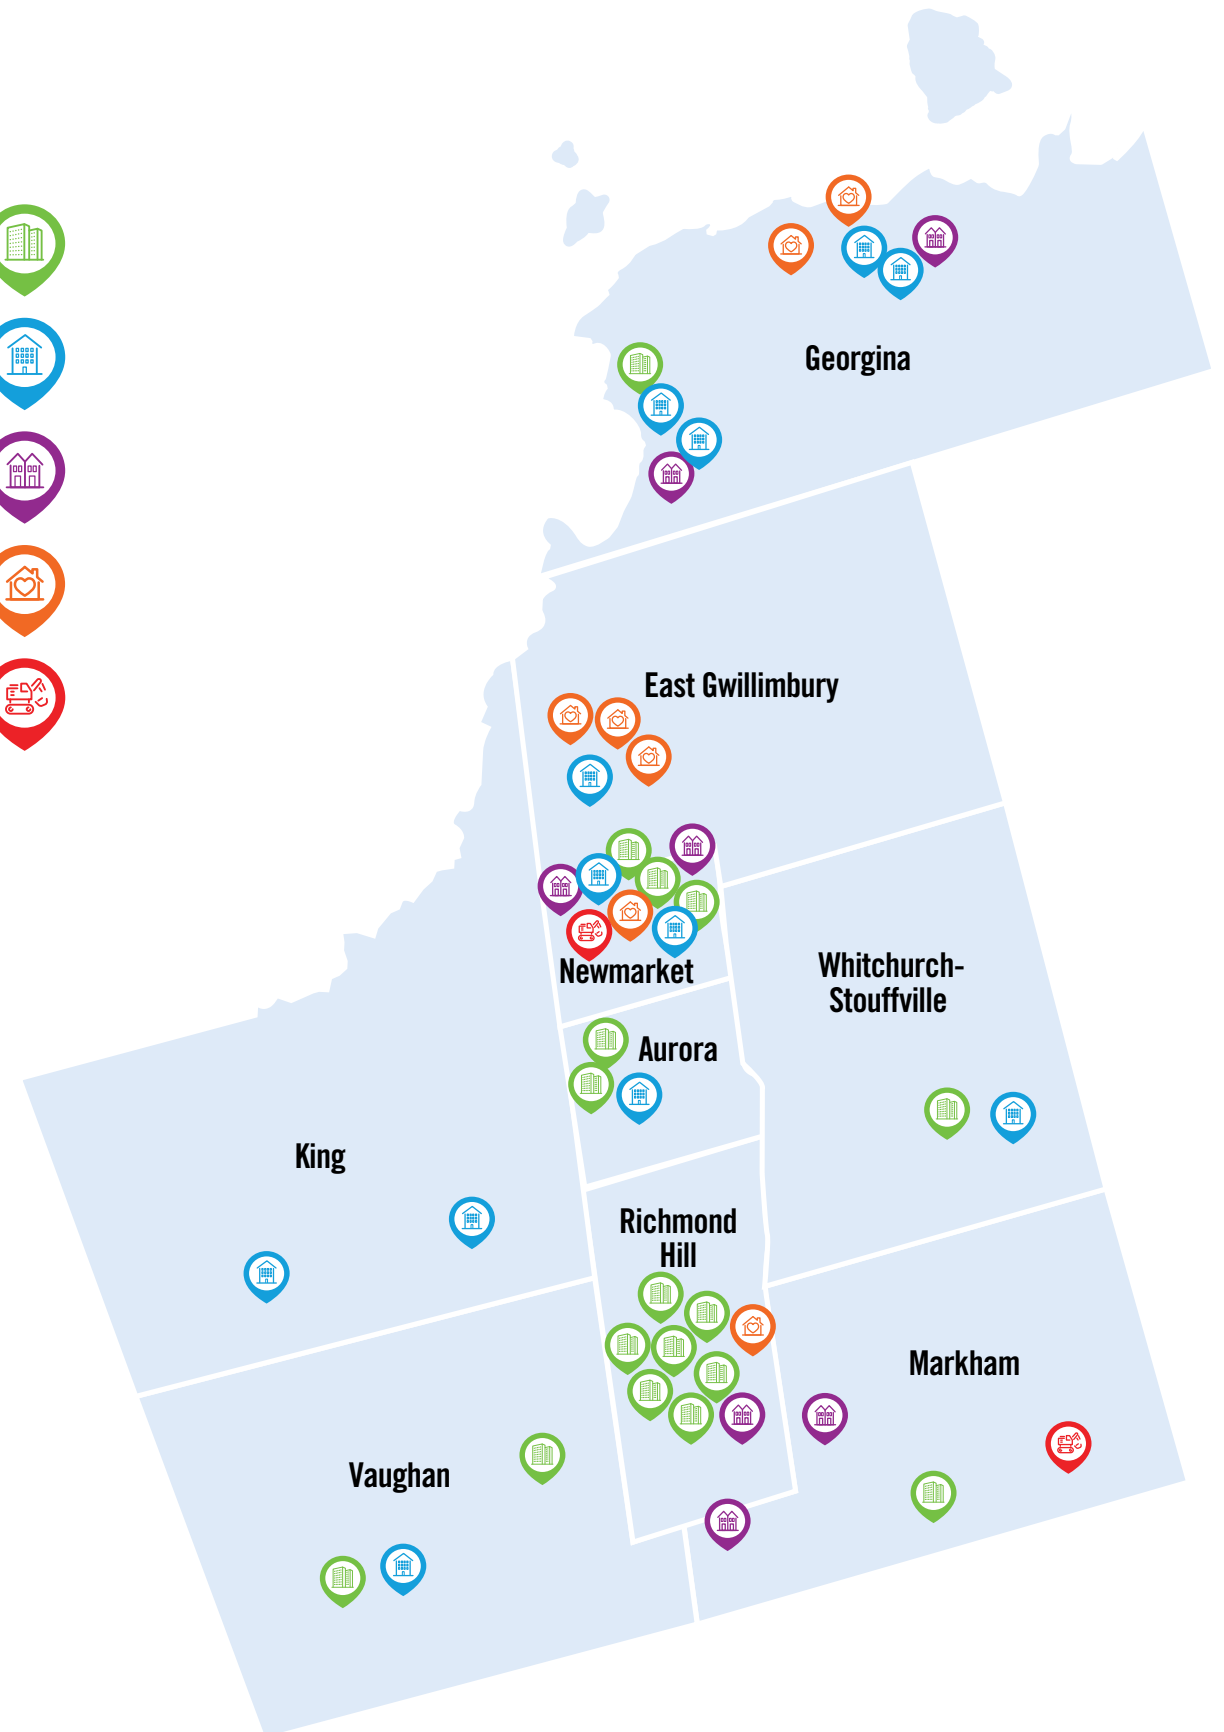 Georgina
East Gwillimbury
Newmarket
Whitchurch-
Stouffville
Aurora
King
Richmond
Hill
Markham
Vaughan